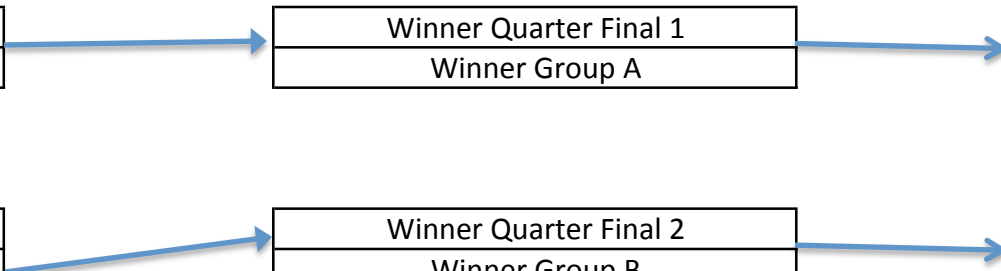 Winner Quarter Final 1
Winner Group A
Winner Quarter Final 2
Winner Group B